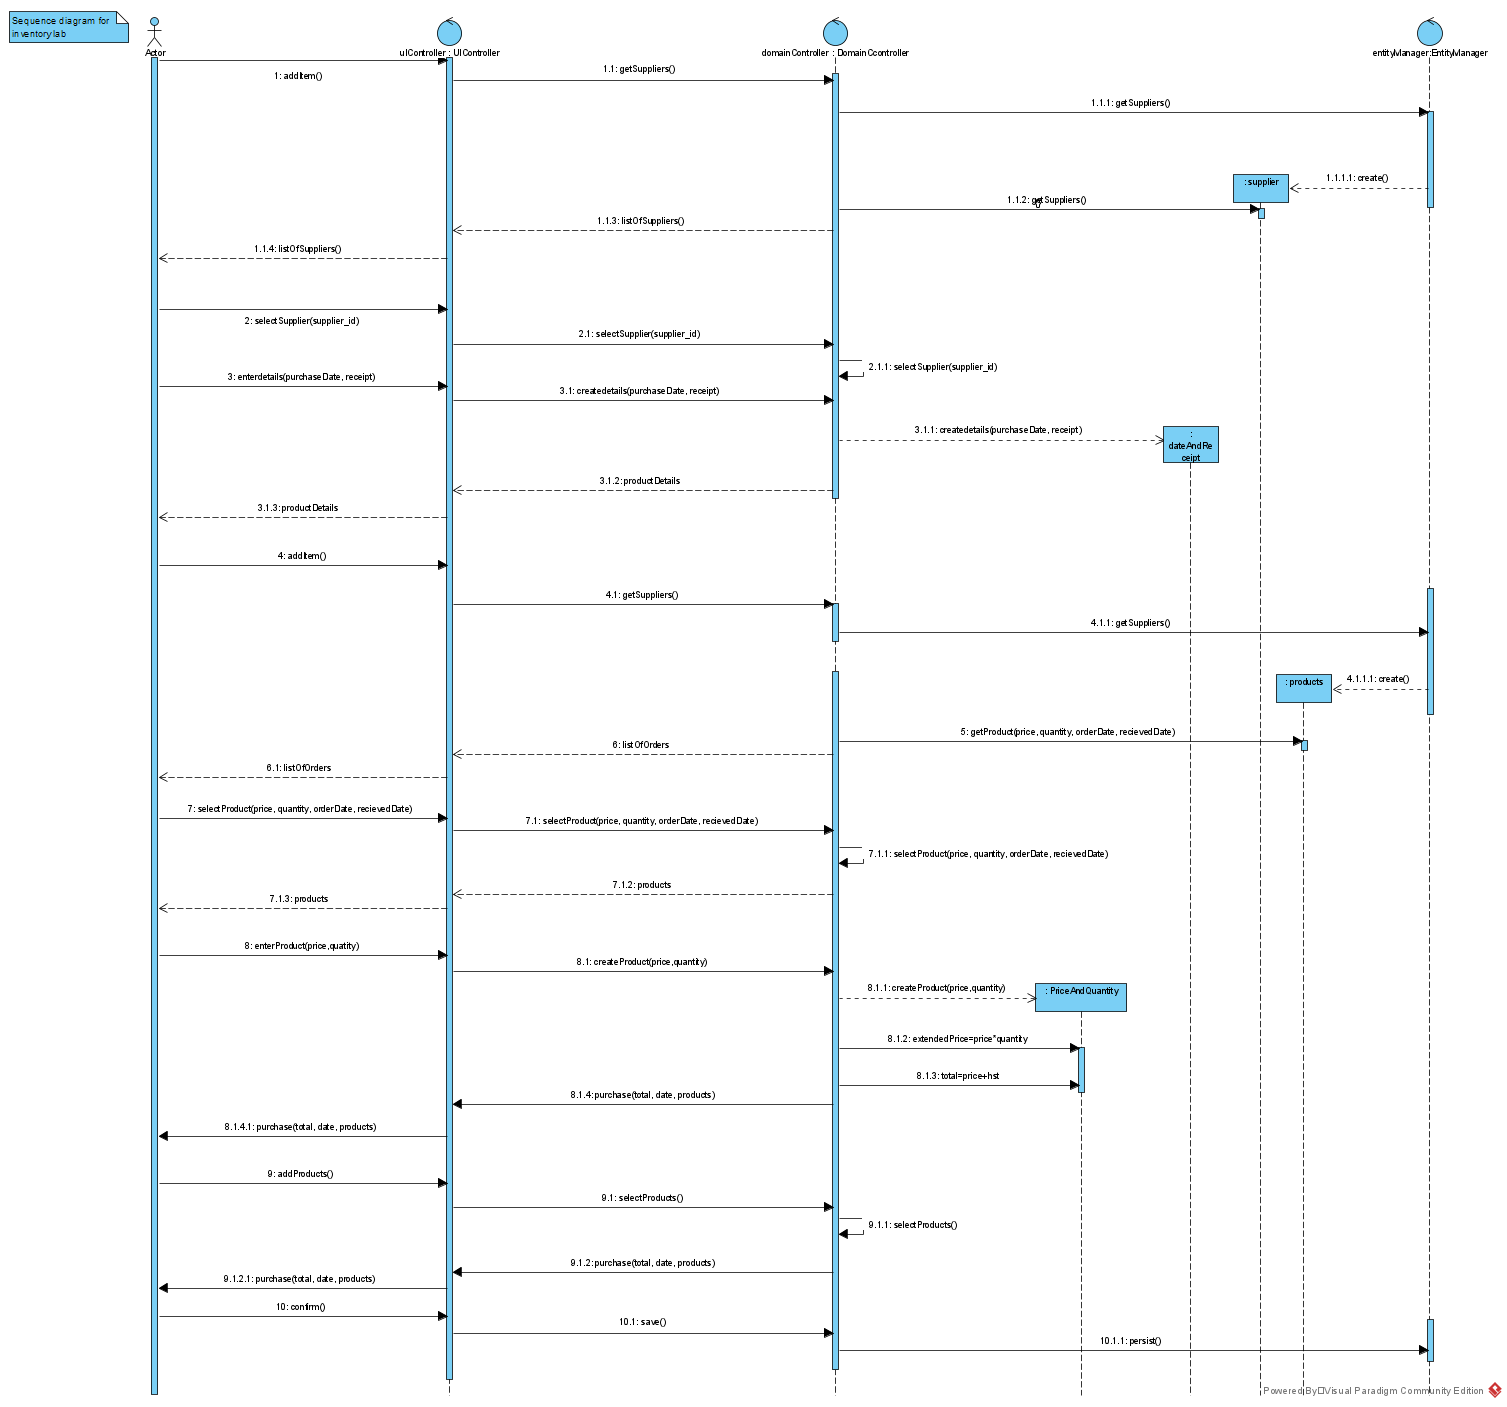 Sequence diagram for
inventory lab
Actor
uIController : UIController
domainController : DomainCcontroller
entityManager:EntityManager
1: addItem()
1.1: getSuppliers()
1.1.1: getSuppliers()
1.1.1.1: create()
: supplier
1.1.2: getSuppliers()
1.1.3: listOfSuppliers()
1.1.4: listOfSuppliers()
2: selectSupplier(supplier_id)
2.1: selectSupplier(supplier_id)
2.1.1: selectSupplier(supplier_id)
3: enterdetails(purchaseDate, receipt)
3.1: createdetails(purchaseDate, receipt)
3.1.1: createdetails(purchaseDate, receipt)
:
dateAndRe
ceipt
3.1.2: productDetails
3.1.3: productDetails
4: addItem()
4.1: getSuppliers()
4.1.1: getSuppliers()
4.1.1.1: create()
: products
5: getProduct(price, quantity, orderDate, recievedDate)
6: listOfOrders
6.1: listOfOrders
7: selectProduct(price, quantity, orderDate, recievedDate)
7.1: selectProduct(price, quantity, orderDate, recievedDate)
7.1.1: selectProduct(price, quantity, orderDate, recievedDate)
7.1.2: products
7.1.3: products
8: enterProduct(price,quatity)
8.1: createProduct(price,quantity)
8.1.1: createProduct(price,quantity)
: PriceAndQuantity
8.1.2: extendedPrice=price*quantity
8.1.3: total=price+hst
8.1.4: purchase(total, date, products)
8.1.4.1: purchase(total, date, products)
9: addProducts()
9.1: selectProducts()
9.1.1: selectProducts()
9.1.2: purchase(total, date, products)
9.1.2.1: purchase(total, date, products)
10: confirm()
10.1: save()
10.1.1: persist()
Powered By Visual Paradigm Community Edition